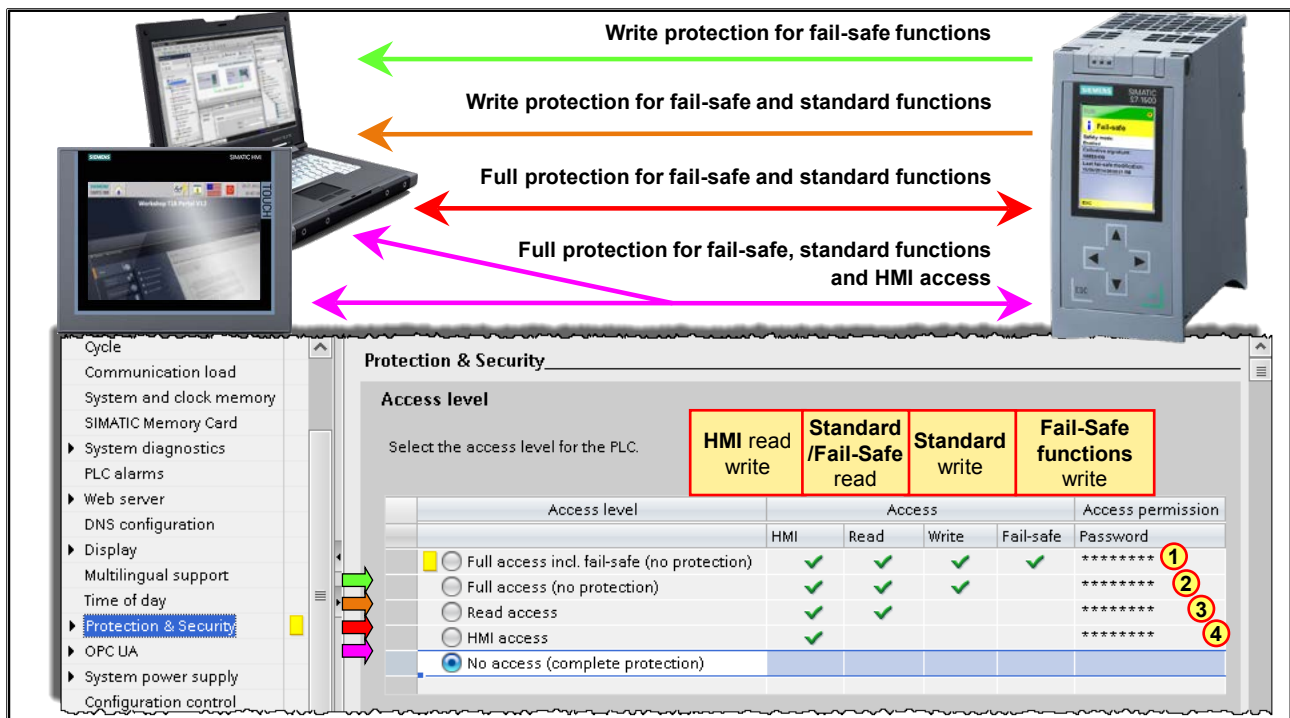 Write protection for fail-safe functions
Write protection for fail-safe and standard functions
Full protection for fail-safe and standard functions
Full protection for fail-safe, standard functions
and HMI access
SIEMENS
SIMATIC HMI
TOUCH
Workshop TIA Portal V12
SIEMENS
SIMATIC
S7-1500
Fail-safe
Safety mode
Enabled
ESC
Cycle
Communication load
System and clock memory
SIMATIC Memory Card
System diagnostics
PLC alarms
Web server
DNS configuration
Display
Multilingual support
Time of day
Protection & Security
OPC UA
System power supply
Configuration control
Protection & Security
Access level
Select the access level for the PLC.
HMI read
write
Standard
/Fail-Safe
read
Standard
write
Fail-Safe
functions
write
Access level Access Access permission
HMI Read Write Fail-safe Password
Full access incl. fail-safe (no protection) ✓ ✓ ✓ ✓ ******** 1
Full access (no protection) ✓ ✓ ✓ ******** 2
Read access ✓ ✓ ******** 3
HMI access ✓ ******** 4
No access (complete protection)